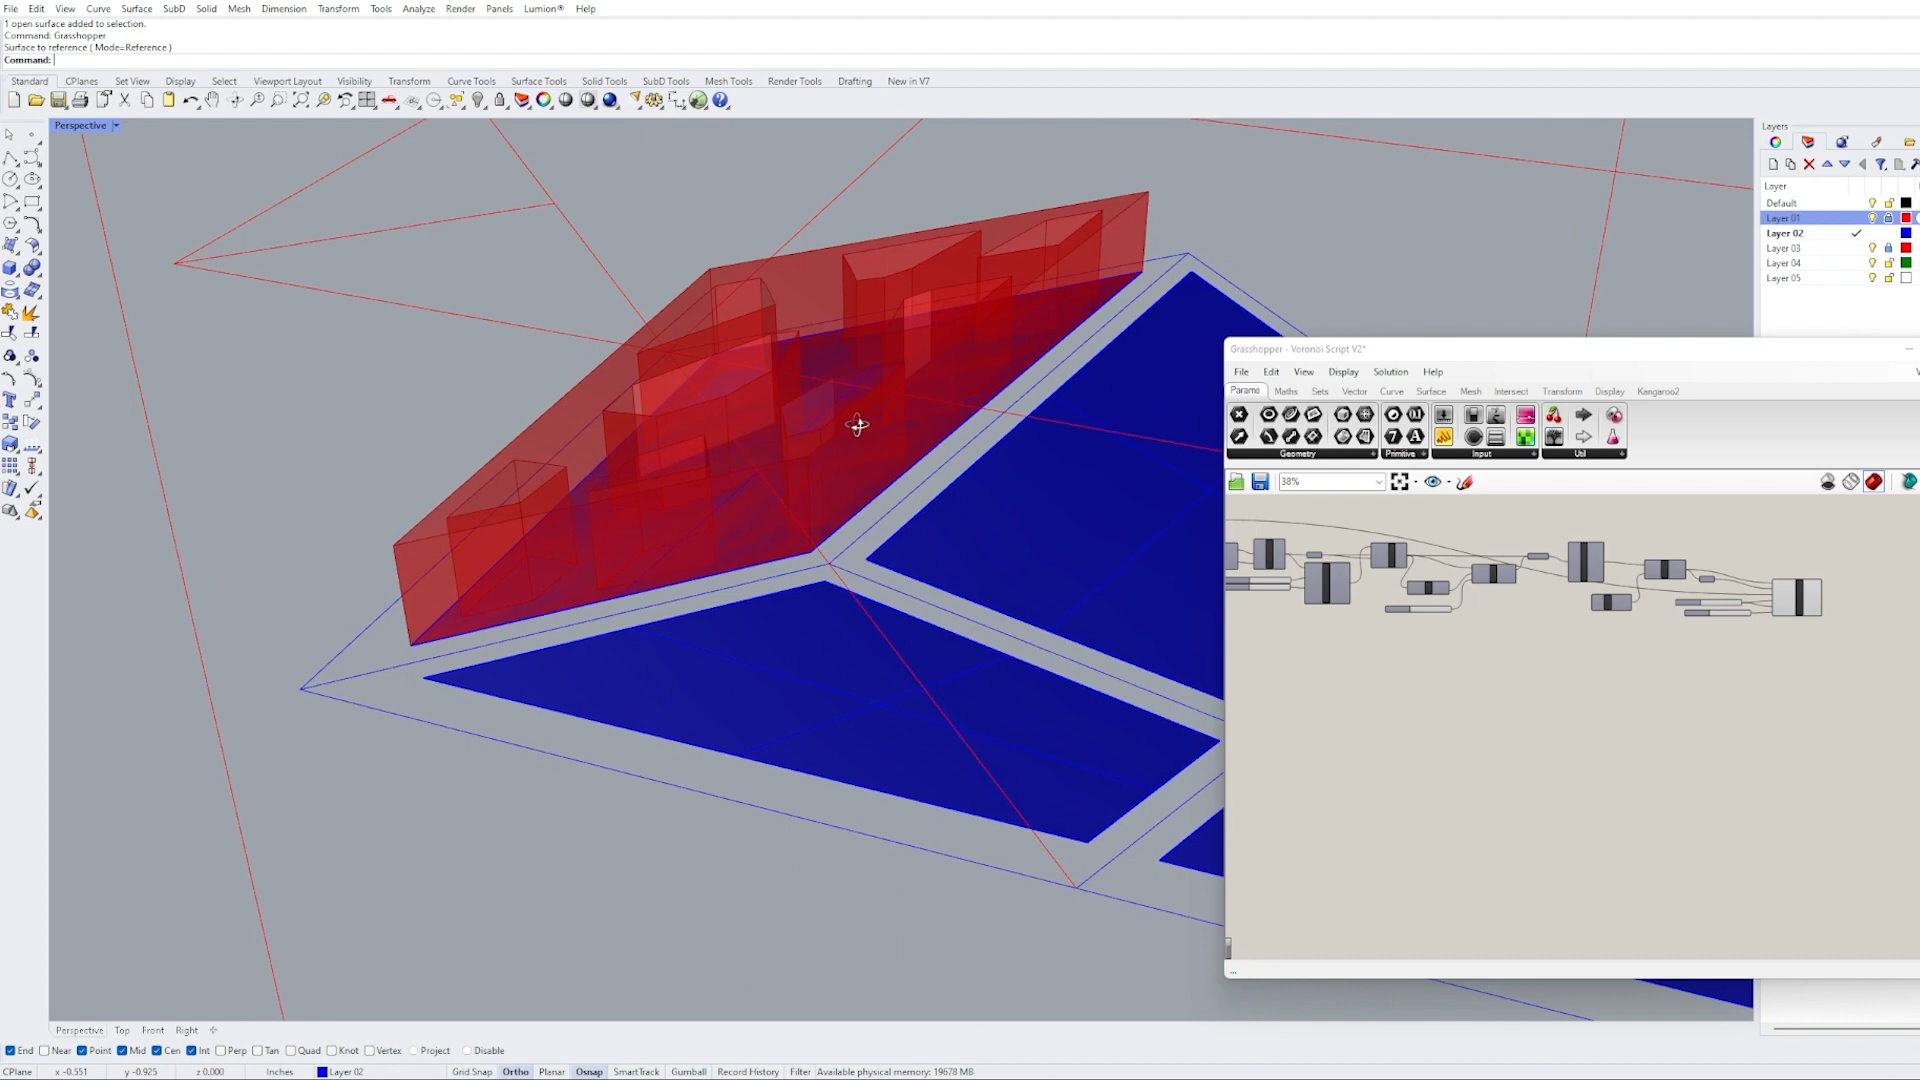 File Edit View Curve Surface SubD Solid Mesh Dimension Transform Tools Analyze Render Panels Lumion® Help
1 open surface added to selection.
Command: Grasshopper
Surface to reference ( Mode=Reference )
Command:
Standard CPlanes Set View Display Select Viewport Layout Visibility Transform Curve Tools Surface Tools Solid Tools SubD Tools Mesh Tools Render Tools Drafting New in V7
Perspective
Layers
Layer
Default
Layer 01
Layer 02
Layer 03
Layer 04
Layer 05
Grasshopper - Voronoi Script V2*
File Edit View Display Solution Help
Params Maths Sets Vector Curve Surface Mesh Intersect Transform Display Kangaroo2
Geometry Primitive Input Util
38%
...
Perspective Top Front Right
End Near Point Mid Cen Int Perp Tan Quad Knot Vertex Project Disable
CPlane x -0.551 y -0.925 z 0.000 Inches Layer 02 Grid Snap Ortho Planar Osnap SmartTrack Gumball Record History Filter Available physical memory: 19678 MB